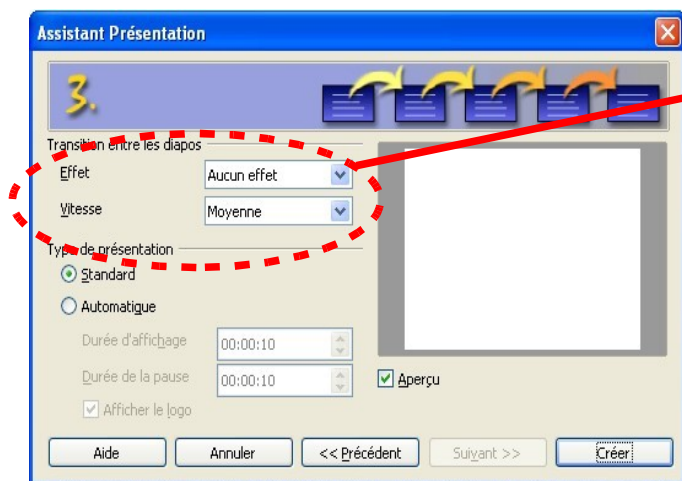 Assistant Présentation
3.
Transition entre les diapos
Effet
Aucun effet
Vitesse
Moyenne
Type de présentation
Standard
Automatique
Durée d'affichage
00:00:10
Durée de la pause
00:00:10
Aperçu
Afficher le logo
Aide
Annuler
<< Précédent
Suivant >>
Créer